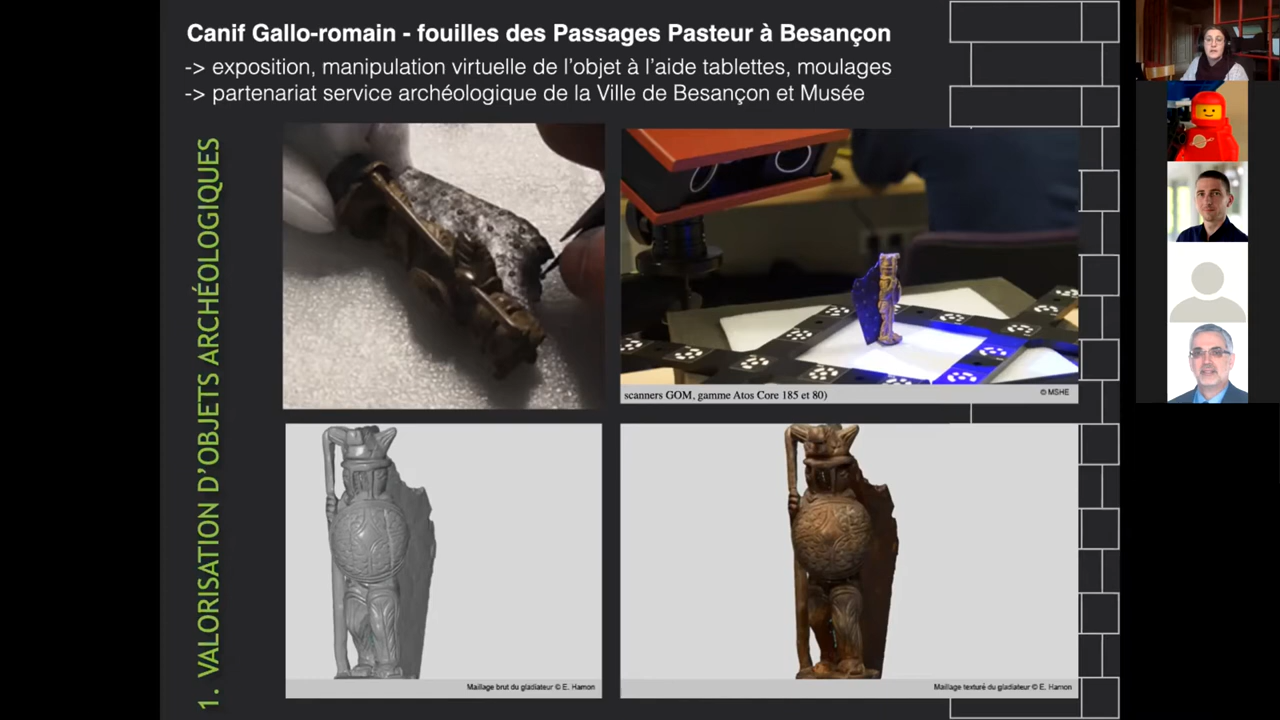 Canif Gallo-romain - fouilles des Passages Pasteur à Besançon
-> exposition, manipulation virtuelle de l'objet à l'aide tablettes, moulages
-> partenariat service archéologique de la Ville de Besançon et Musée
1. VALORISATION D'OBJETS ARCHÉOLOGIQUES
scanners GOM, gamme Atos Core 185 et 80)
© MSHE
Maillage brut du gladiateur © E. Hamon
Maillage texturé du gladiateur © E. Hamon